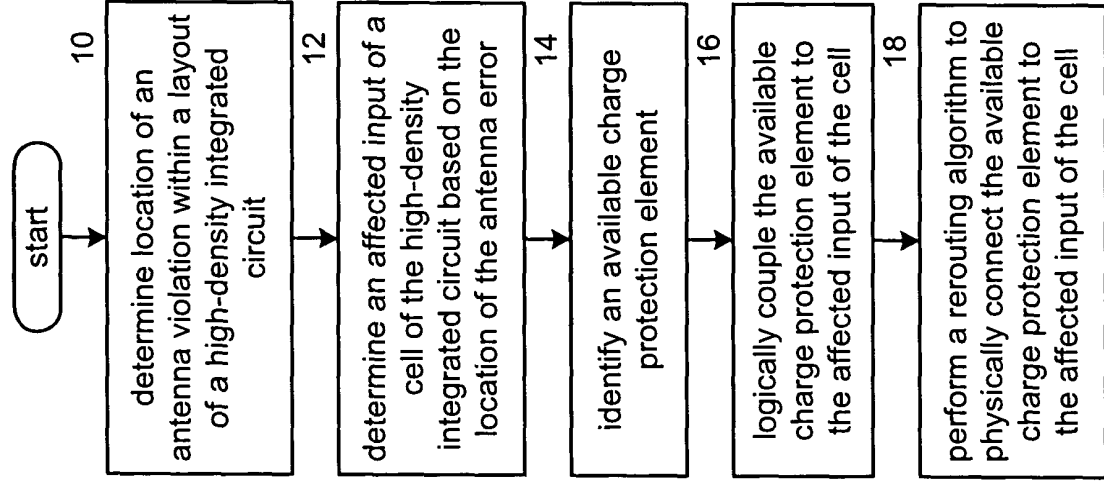 start
10
determine location of an
antenna violation within a layout
of a high-density integrated
circuit
12
determine an affected input of a
cell of the high-density
integrated circuit based on the
location of the antenna error
14
identify an available charge
protection element
16
logically couple the available
charge protection element to
the affected input of the cell
18
perform a rerouting algorithm to
physically connect the available
charge protection element to
the affected input of the cell